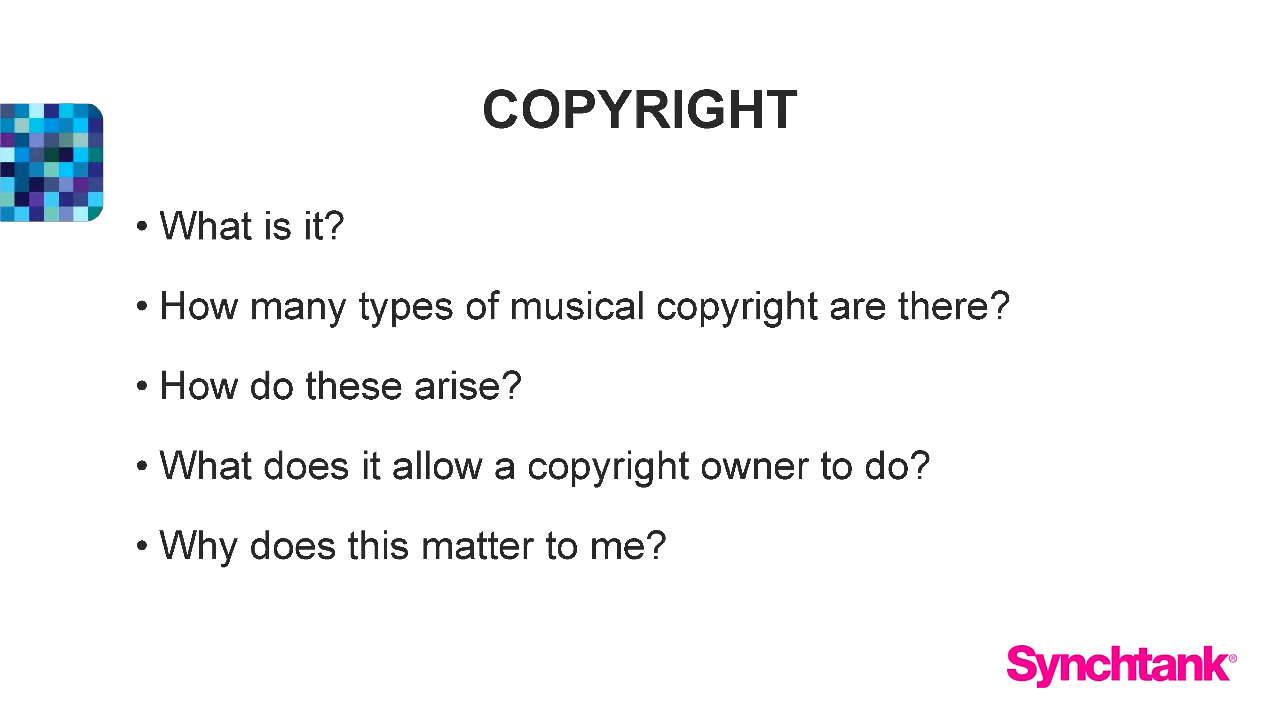 COPYRIGHT
• What is it?
• How many types of musical copyright are there?
• How do these arise?
• What does it allow a copyright owner to do?
• Why does this matter to me?
Synchtank®